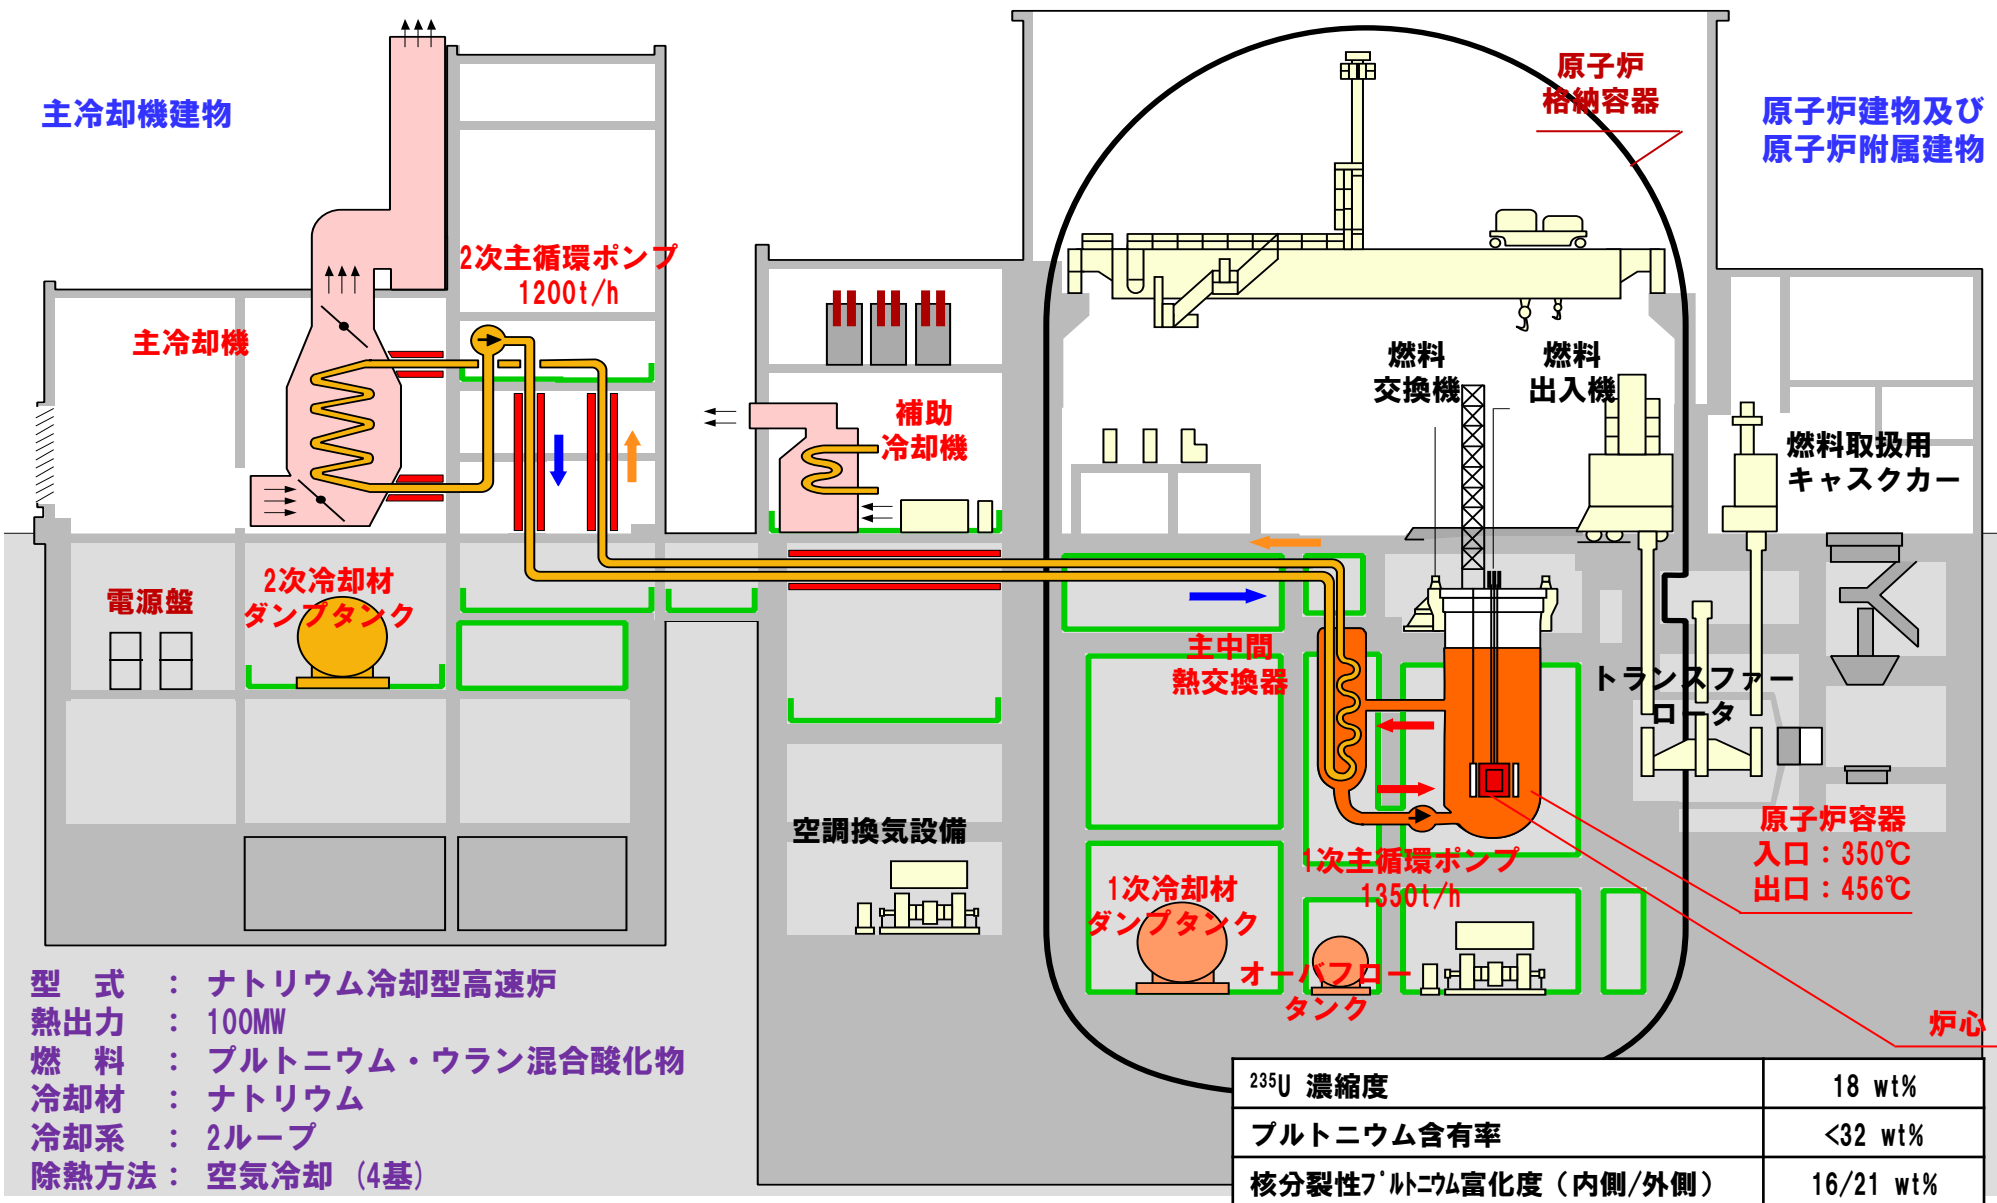 主冷却機建物
原子炉
格納容器
原子炉建物及び
原子炉附属建物
2次主循環ポンプ
1200t/h
主冷却機
燃料
交換機
燃料
出入機
補助
冷却機
燃料取扱用
キャスクカー
電源盤
2次冷却材
ダンプタンク
主中間
熱交換器
トランスファー
ロータ
空調換気設備
原子炉容器
入口：350℃
出口：456℃
1次主循環ポンプ
1350t/h
1次冷却材
ダンプタンク
オーバフロー
タンク
炉心
型　式　：　ナトリウム冷却型高速炉
熱出力　：　100MW
燃　料　：　プルトニウム・ウラン混合酸化物
冷却材　：　ナトリウム
冷却系　：　2ループ
除熱方法：　空気冷却（4基）
²³⁵U 濃縮度　18 wt%
プルトニウム含有率　<32 wt%
核分裂性ﾌﾟﾙﾄﾆｳﾑ富化度（内側/外側）　16/21 wt%